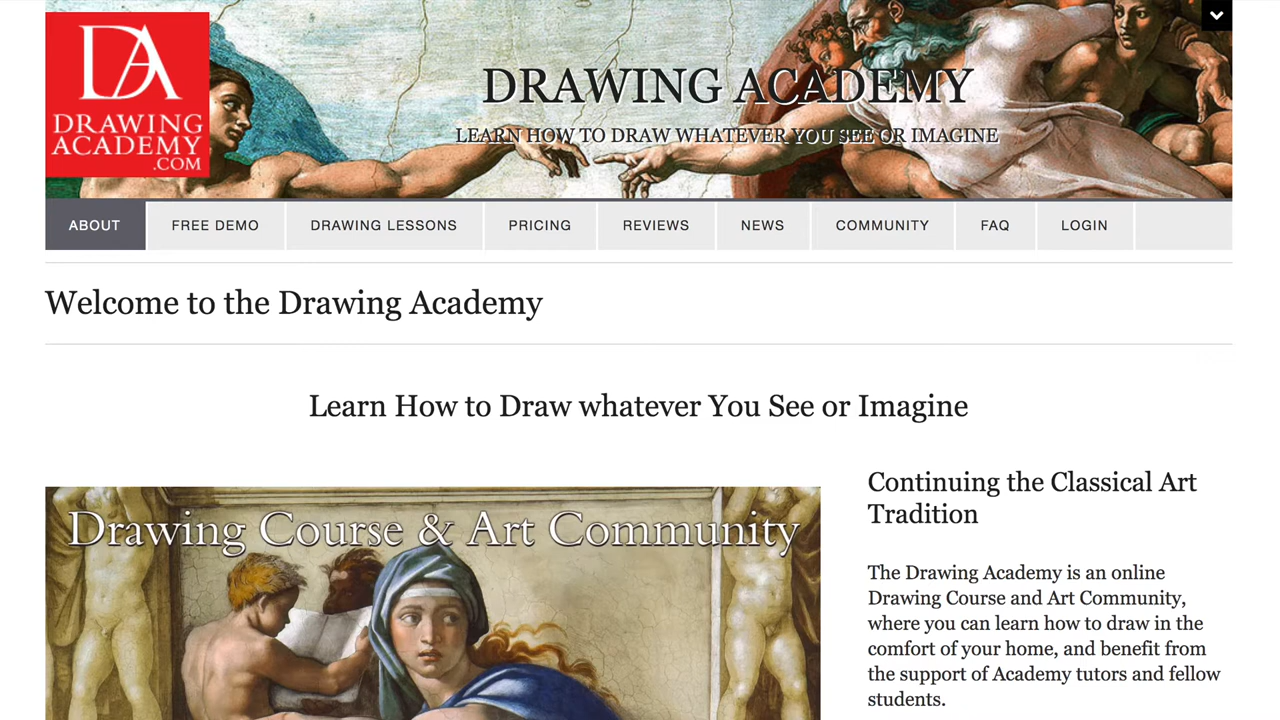 DA
DRAWING
ACADEMY
.COM
DRAWING ACADEMY
LEARN HOW TO DRAW WHATEVER YOU SEE OR IMAGINE
ABOUT FREE DEMO DRAWING LESSONS PRICING REVIEWS NEWS COMMUNITY FAQ LOGIN
Welcome to the Drawing Academy
Learn How to Draw whatever You See or Imagine
Drawing Course & Art Community
Continuing the Classical Art
Tradition
The Drawing Academy is an online
Drawing Course and Art Community,
where you can learn how to draw in the
comfort of your home, and benefit from
the support of Academy tutors and fellow
students.